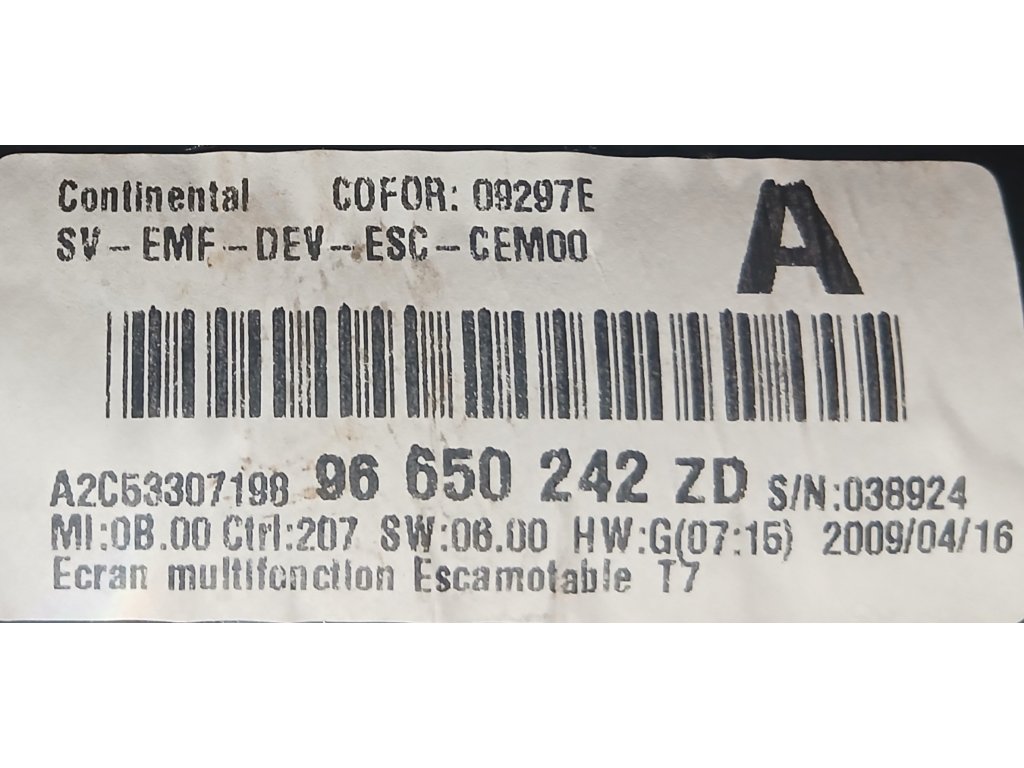 Continental COFOR: 09297E
A
SV-EMF-DEV-ESC-CEM00
A2C53307198 96 650 242 ZD S/N:038924
MI:0B.00 Ctrl:207 SW:06.00 HW:G(07:15) 2009/04/16
Ecran multifonction Escamotable T7